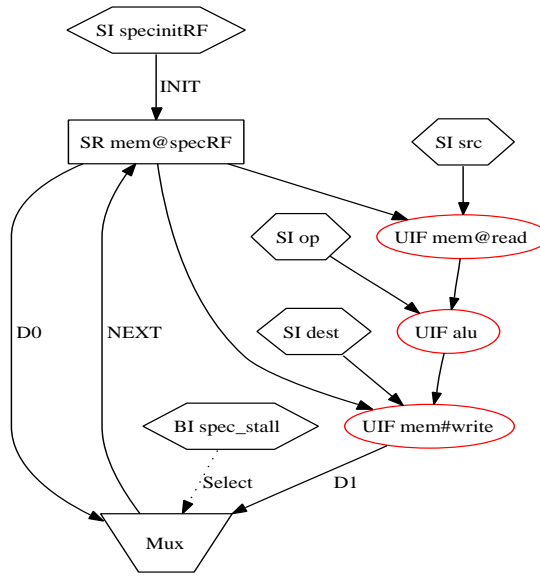 SI specinitRF
INIT
SR mem@specRF
SI src
SI op
UIF mem@read
SI dest
UIF alu
D0
NEXT
BI spec_stall
UIF mem#write
Select
D1
Mux